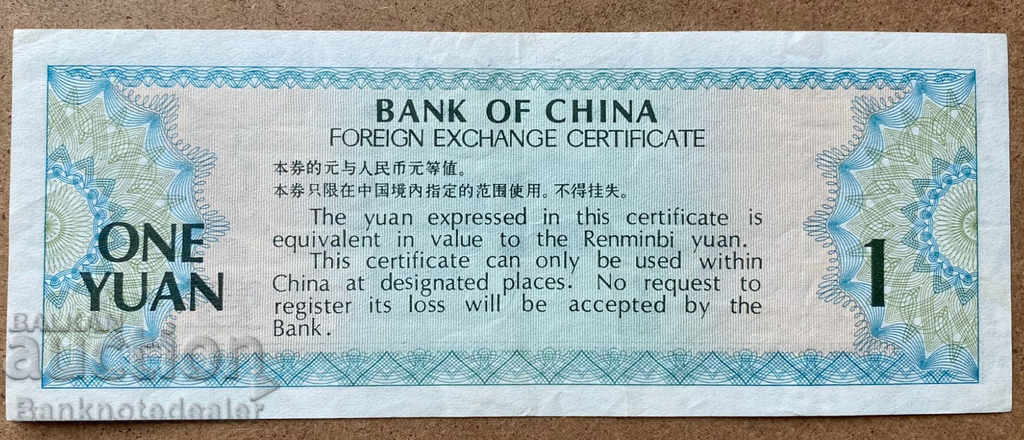 BANK OF CHINA
FOREIGN EXCHANGE CERTIFICATE
本券的元与人民币元等值。
本券只限在中国境内指定的范围使用。不得挂失。
The yuan expressed in this certificate is
equivalent in value to the Renminbi yuan.
This certificate can only be used within
China at designated places. No request to
register its loss will be accepted by the
Bank.
ONE
YUAN
1
BALKAN
auction
Banknotedealer